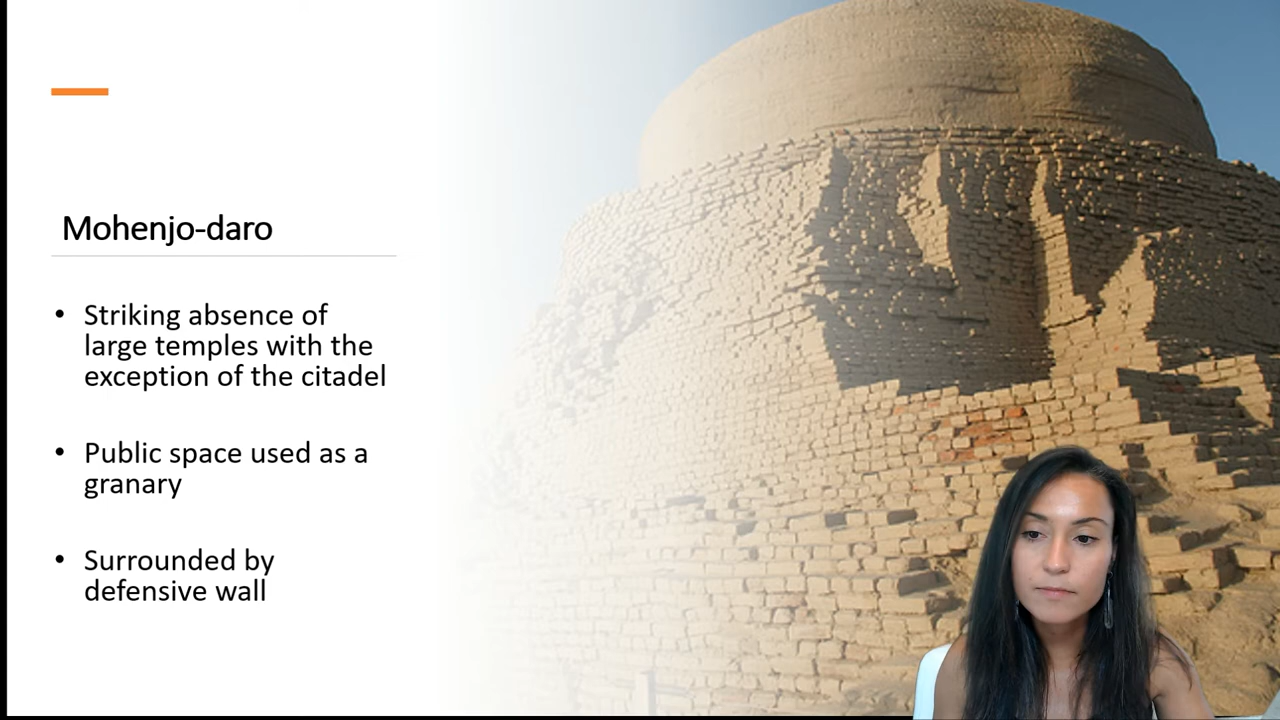 Mohenjo-daro
• Striking absence of
large temples with the
exception of the citadel
• Public space used as a
granary
• Surrounded by
defensive wall